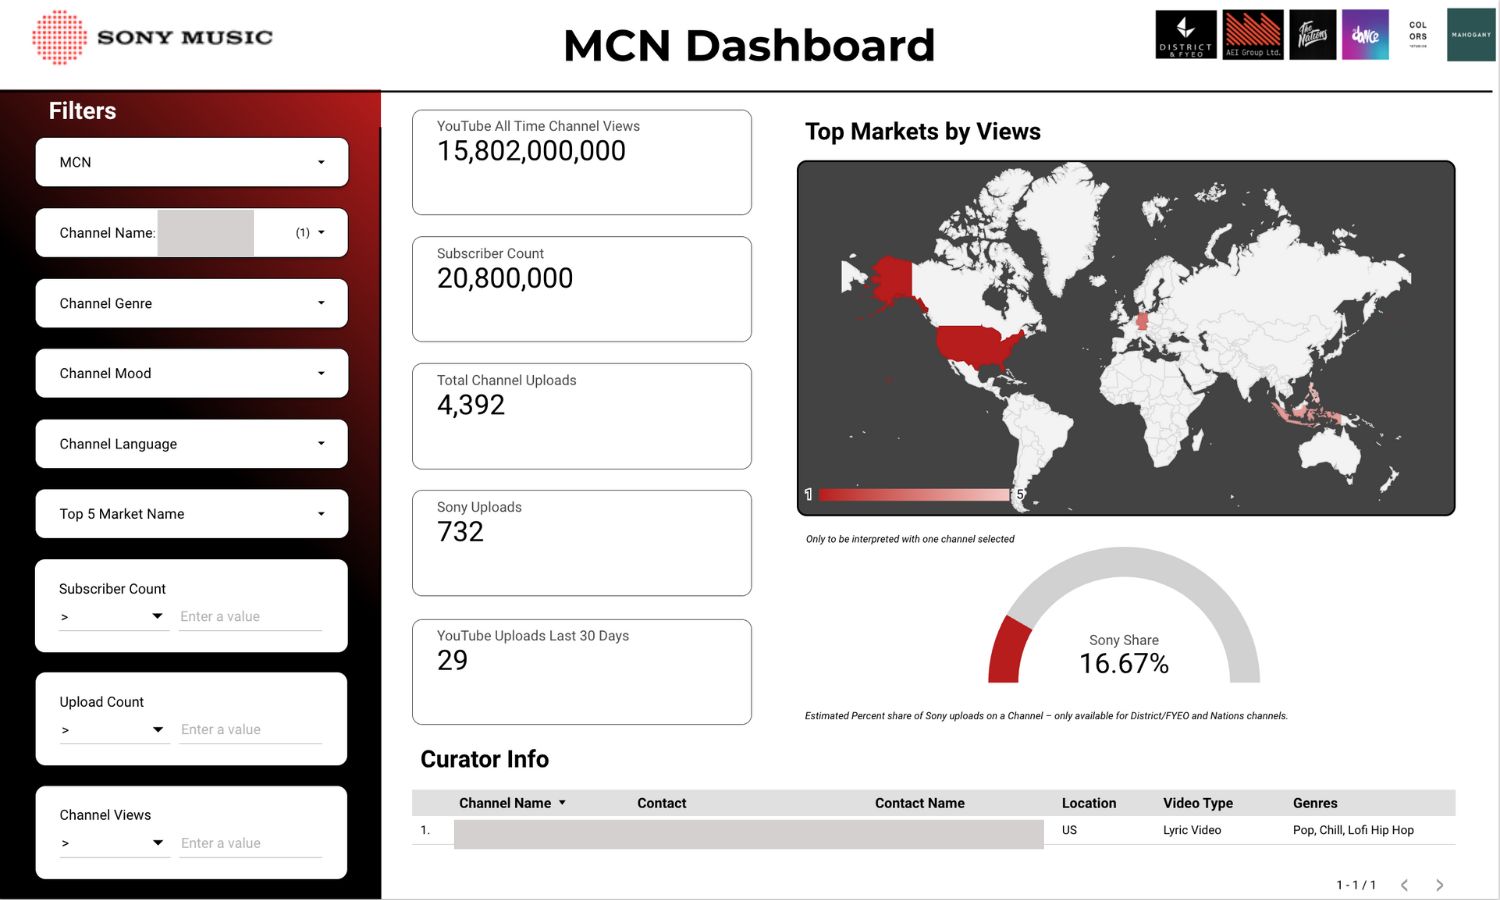 SONY MUSIC
MCN Dashboard
DISTRICT
& FYEO
AEI Group Ltd.
The Nations
dance
COL
ORS
MAHOGANY
Filters
MCN
Channel Name:
(1)
Channel Genre
Channel Mood
Channel Language
Top 5 Market Name
Subscriber Count
>
Enter a value
Upload Count
>
Enter a value
Channel Views
>
Enter a value
YouTube All Time Channel Views
15,802,000,000
Subscriber Count
20,800,000
Total Channel Uploads
4,392
Sony Uploads
732
YouTube Uploads Last 30 Days
29
Top Markets by Views
1
5
Only to be interpreted with one channel selected
Sony Share
16.67%
Estimated Percent share of Sony uploads on a Channel – only available for District/FYEO and Nations channels.
Curator Info
Channel Name Contact Contact Name Location Video Type Genres
1. US Lyric Video Pop, Chill, Lofi Hip Hop
1 - 1 / 1